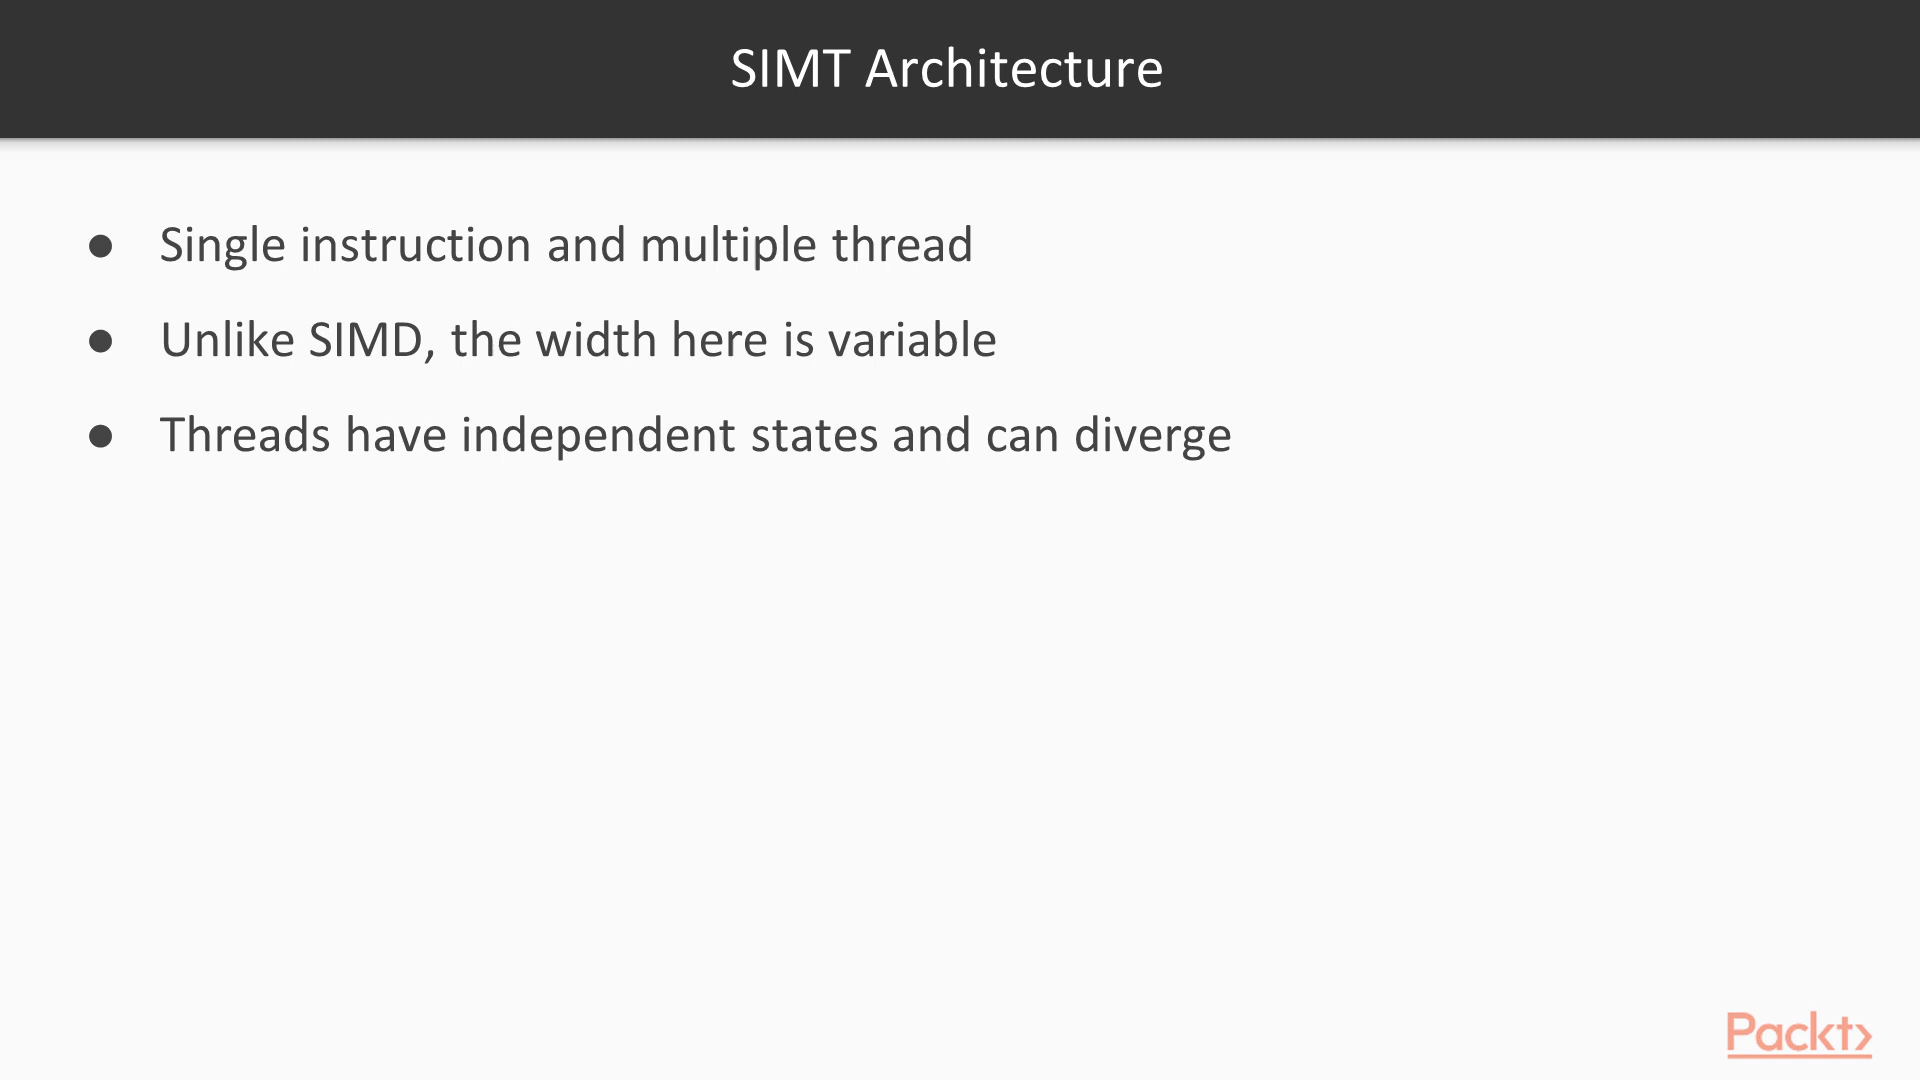 SIMT Architecture
● Single instruction and multiple thread
● Unlike SIMD, the width here is variable
● Threads have independent states and can diverge
Packt>